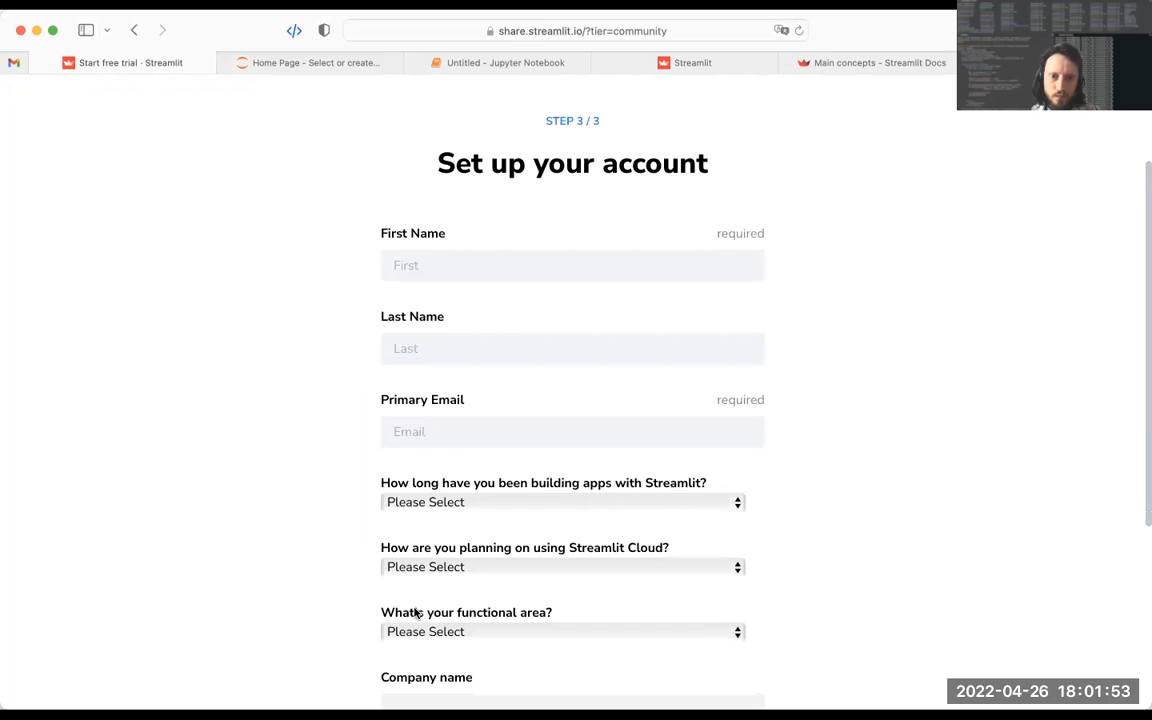 share.streamlit.io/?tier=community
Start free trial · Streamlit
Home Page - Select or create...
Untitled - Jupyter Notebook
Streamlit
Main concepts - Streamlit Docs
STEP 3 / 3
Set up your account
First Name required
First
Last Name
Last
Primary Email required
Email
How long have you been building apps with Streamlit?
Please Select
How are you planning on using Streamlit Cloud?
Please Select
What's your functional area?
Please Select
Company name
2022-04-26 18:01:53